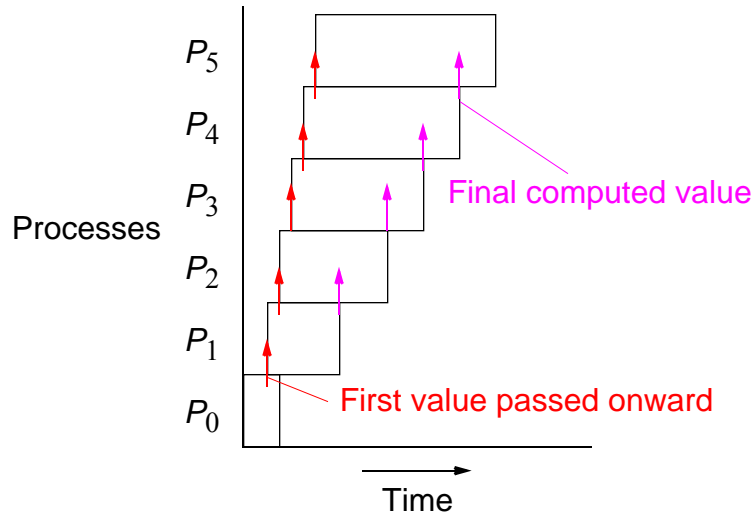 P5
P4
Final computed value
P3
Processes
P2
P1
First value passed onward
P0
Time